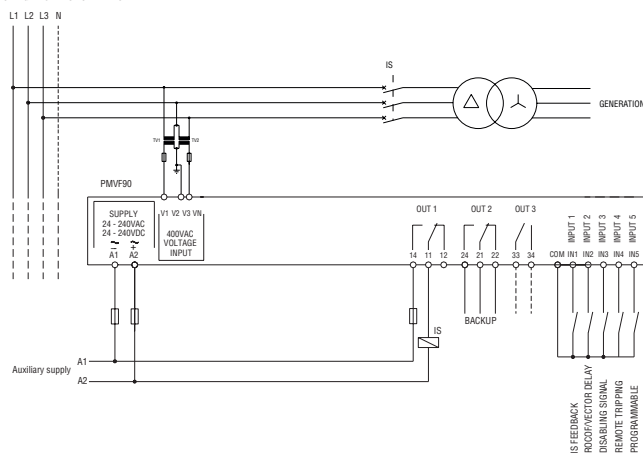 L1 L2 L3 N
IS
GENERATION
TV1 TV2
PMVF90
SUPPLY
24 - 240VAC
24 - 240VDC
~ ~
− +
A1 A2
V1 V2 V3 VN
400VAC
VOLTAGE
INPUT
OUT 1 OUT 2 OUT 3
14 11 12 24 21 22 33 34
BACKUP
INPUT 1
INPUT 2
INPUT 3
INPUT 4
INPUT 5
COM IN1 IN2 IN3 IN4 IN5
IS
Auxiliary supply
A1
A2
IS FEEDBACK
ROCOF/VECTOR DELAY
DISABLING SIGNAL
REMOTE TRIPPING
PROGRAMMABLE